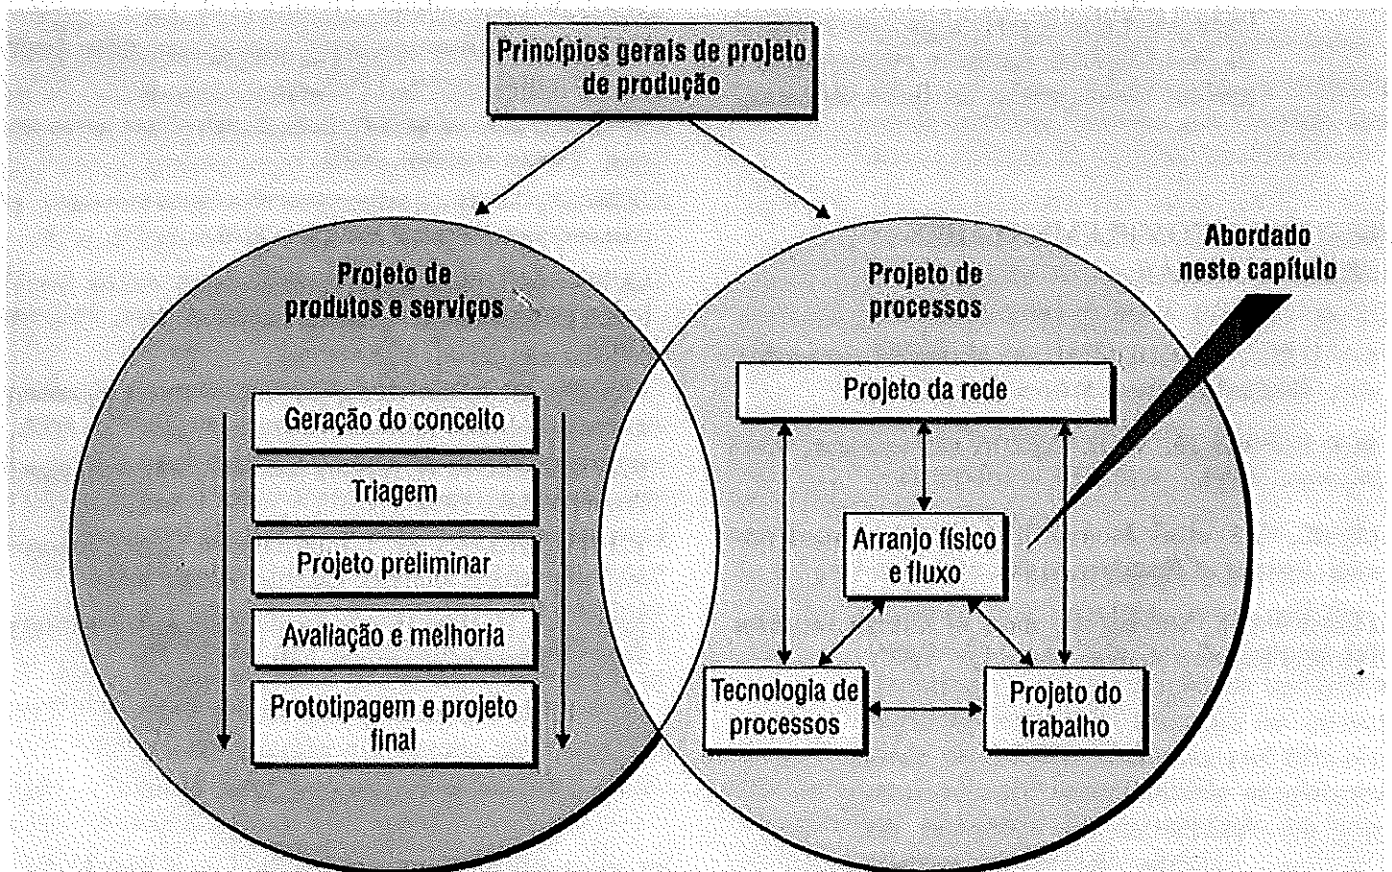 Princípios gerais de projeto
de produção
Abordado
neste capítulo
Projeto de
produtos e serviços
Projeto de
processos
Geração do conceito
Triagem
Projeto preliminar
Avaliação e melhoria
Prototipagem e projeto
final
Projeto da rede
Arranjo físico
e fluxo
Tecnologia de
processos
Projeto do
trabalho